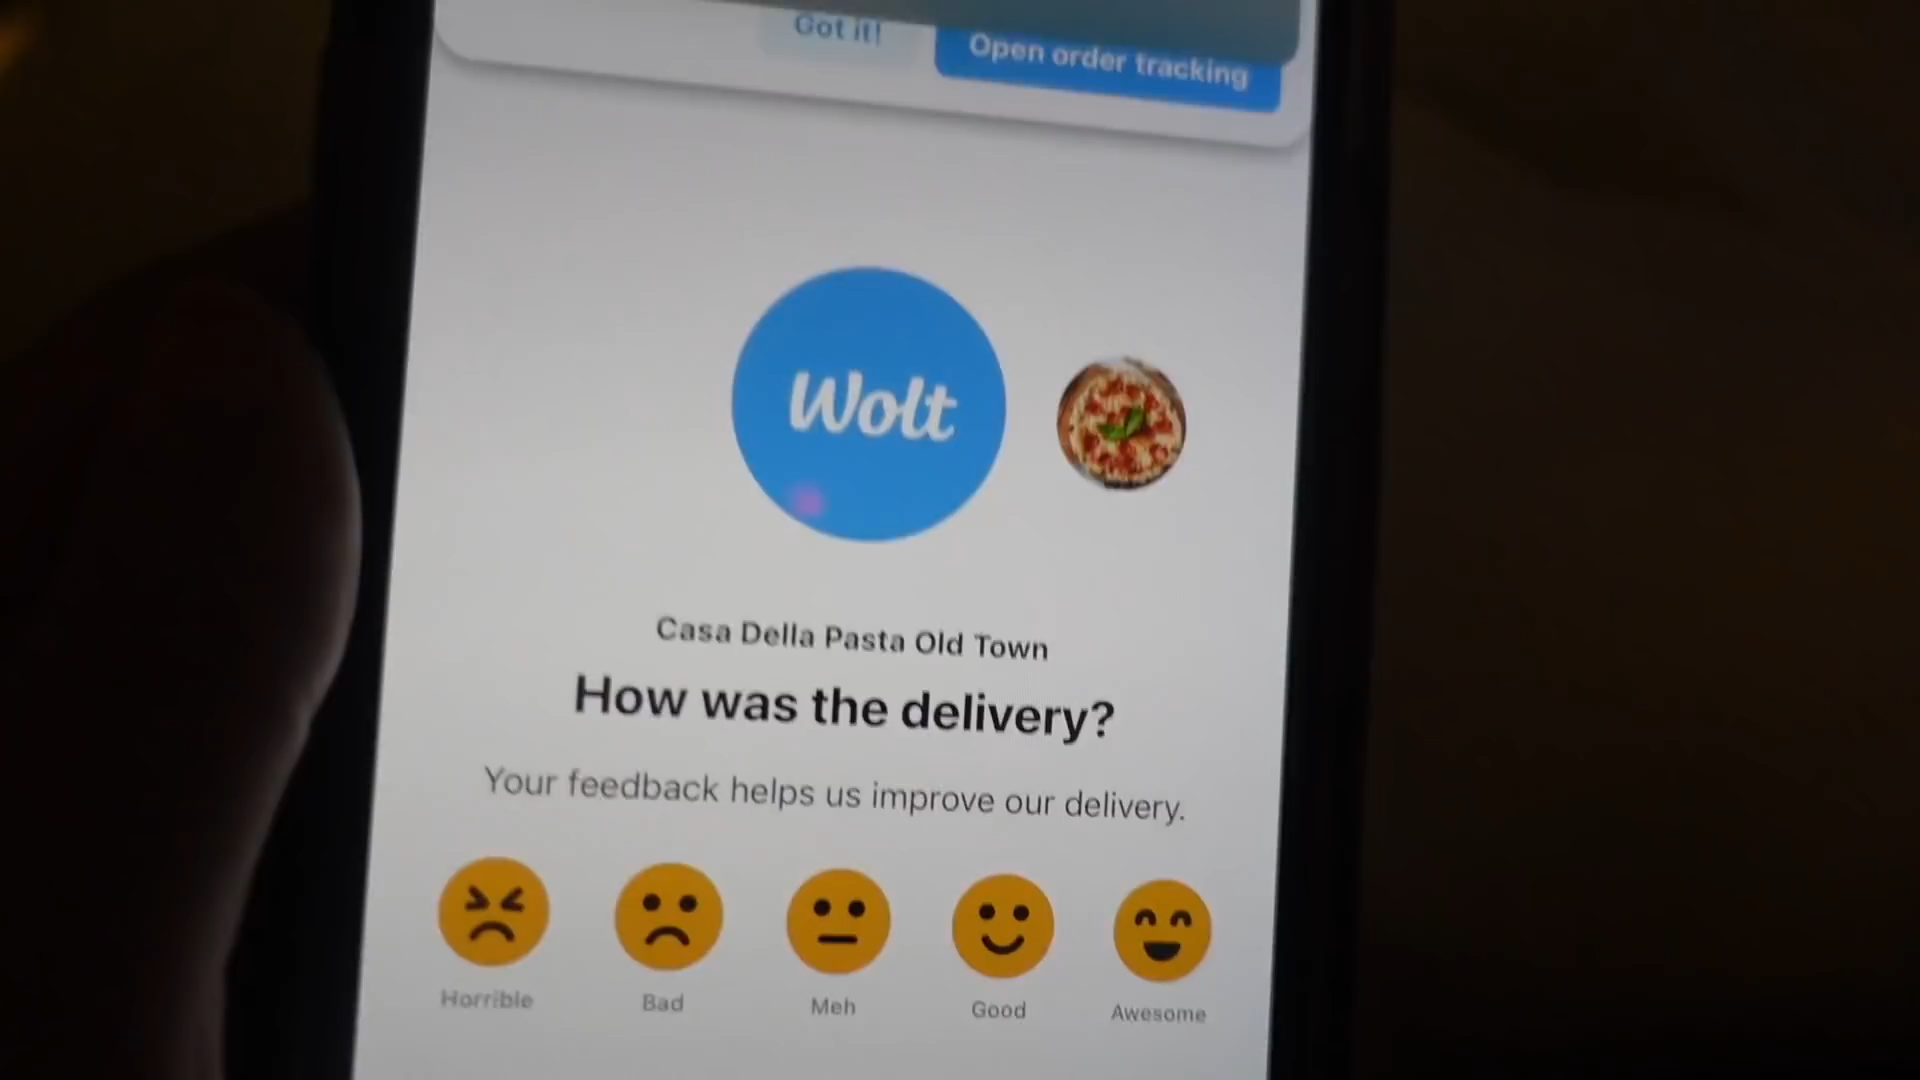 Got it!
Open order tracking
Wolt
Casa Della Pasta Old Town
How was the delivery?
Your feedback helps us improve our delivery.
Horrible
Bad
Meh
Good
Awesome